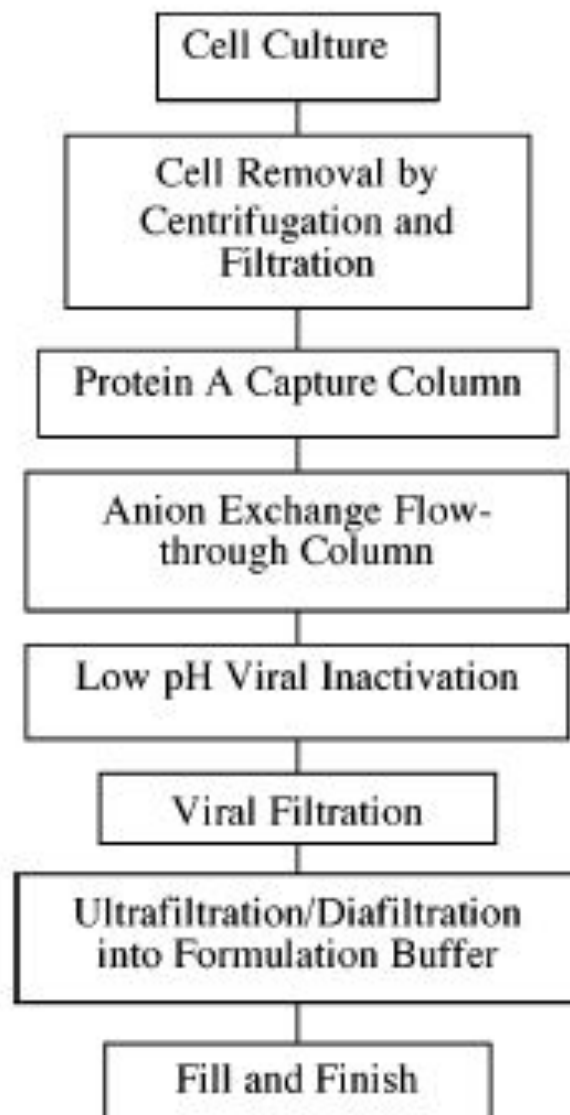 Cell Culture
Cell Removal by
Centrifugation and
Filtration
Protein A Capture Column
Anion Exchange Flow-
through Column
Low pH Viral Inactivation
Viral Filtration
Ultrafiltration/Diafiltration
into Formulation Buffer
Fill and Finish